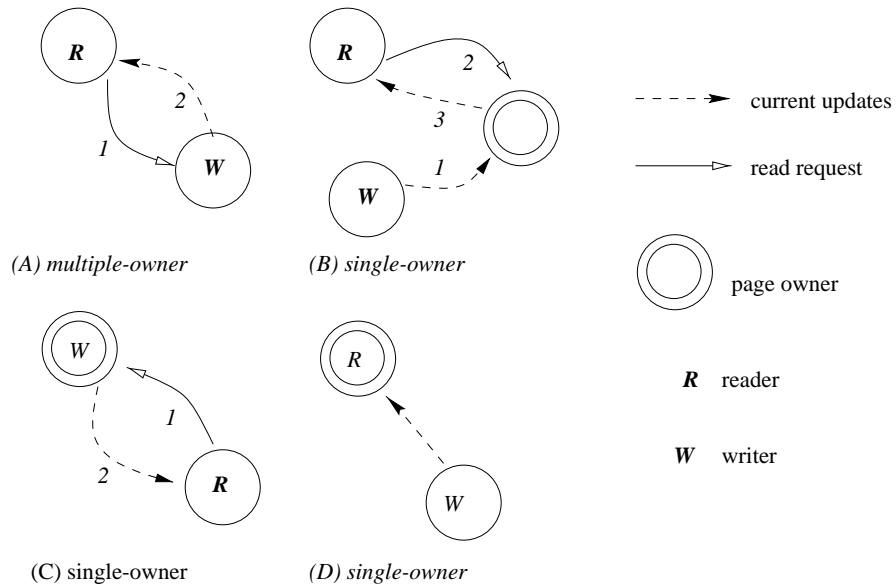 R
2
1
W
(A) multiple-owner
R
2
3
1
W
(B) single-owner
current updates
read request
page owner
W
1
2
R
(C) single-owner
R
W
(D) single-owner
R reader
W writer